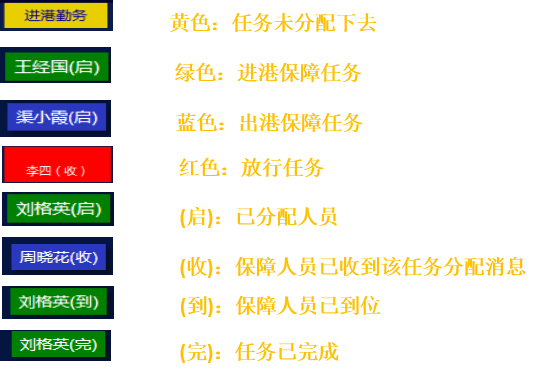 进港勤务
黄色：任务未分配下去
王经国(启)
绿色：进港保障任务
渠小霞(启)
蓝色：出港保障任务
李四（收）
红色：放行任务
刘格英(启)
(启)：已分配人员
周晓花(收)
(收)：保障人员已收到该任务分配消息
刘格英(到)
(到)：保障人员已到位
刘格英(完)
(完)：任务已完成